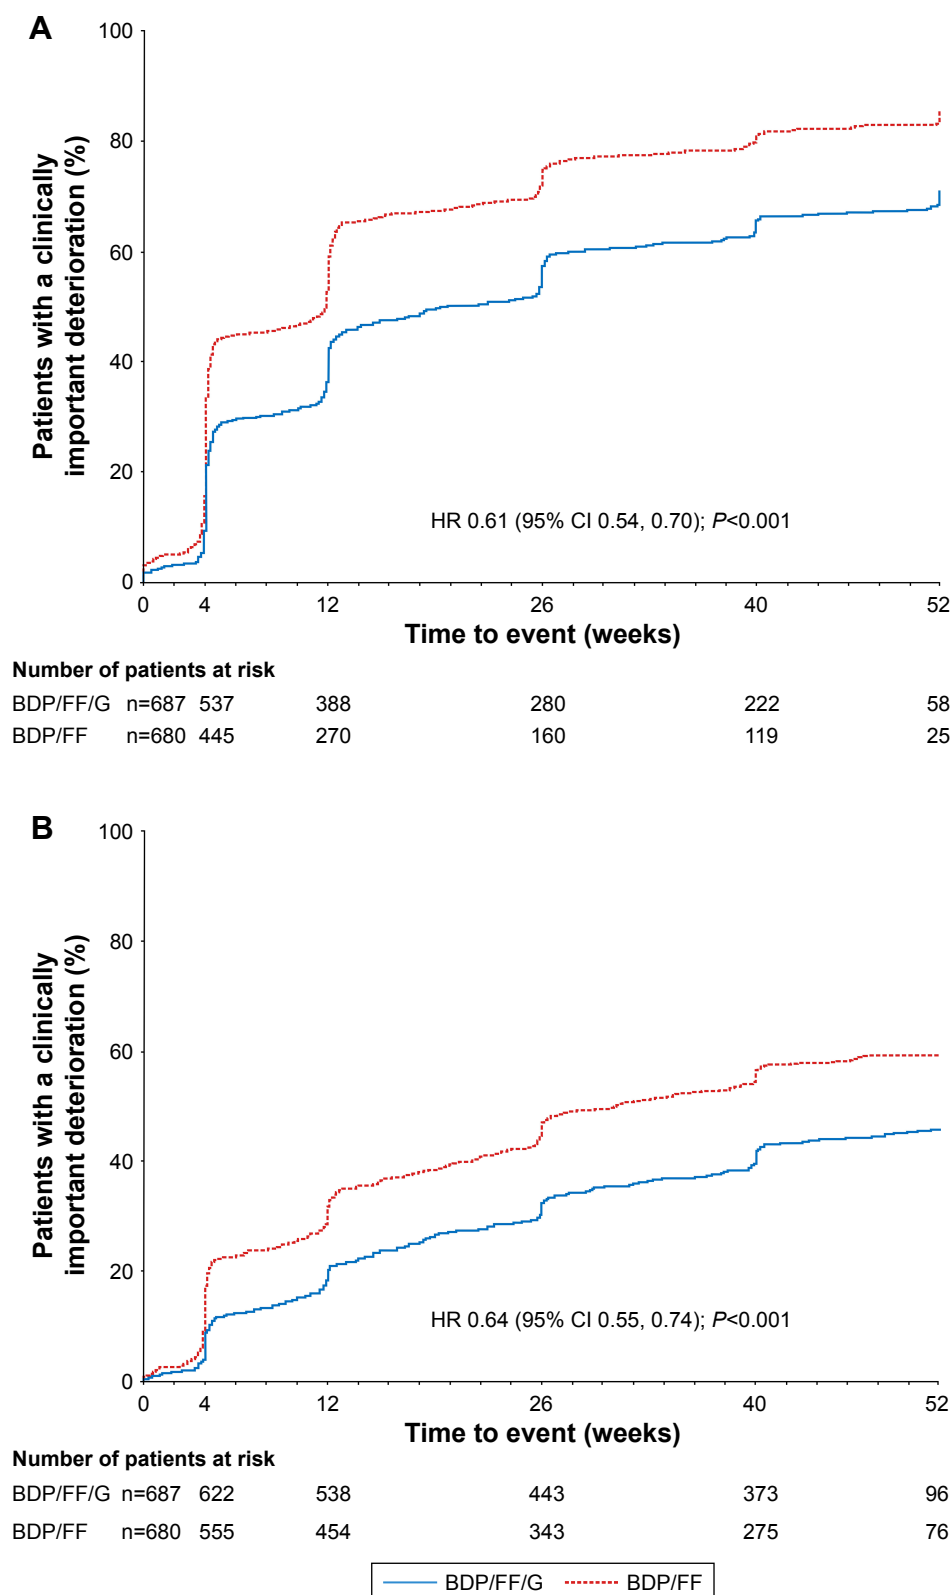 A
100
80
60
40
20
0
Patients with a clinically
important deterioration (%)
HR 0.61 (95% CI 0.54, 0.70); P<0.001
0 4 12 26 40 52
Time to event (weeks)
Number of patients at risk
BDP/FF/G n=687 537 388 280 222 58
BDP/FF n=680 445 270 160 119 25
B
100
80
60
40
20
0
Patients with a clinically
important deterioration (%)
HR 0.64 (95% CI 0.55, 0.74); P<0.001
0 4 12 26 40 52
Time to event (weeks)
Number of patients at risk
BDP/FF/G n=687 622 538 443 373 96
BDP/FF n=680 555 454 343 275 76
BDP/FF/G BDP/FF